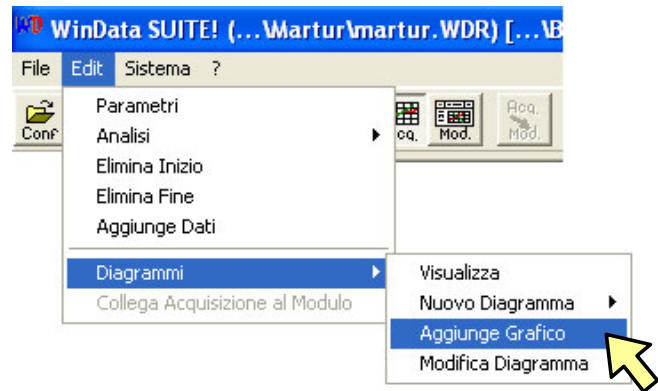 WinData SUITE! (...\Martur\martur.WDR) [...\B
File Edit Sistema ?
Conf
cq. Mod. Acq. Mod.
Parametri
Analisi
Elimina Inizio
Elimina Fine
Aggiunge Dati
Diagrammi
Collega Acquisizione al Modulo
Visualizza
Nuovo Diagramma
Aggiunge Grafico
Modifica Diagramma